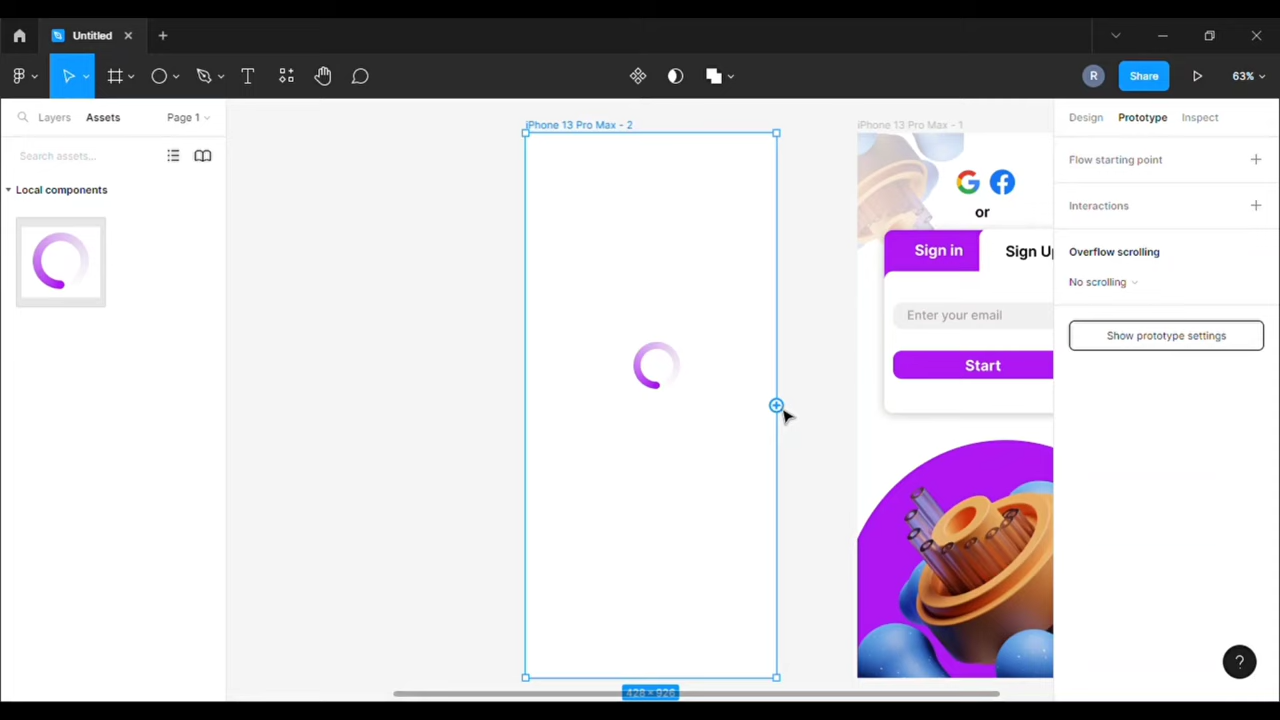 Untitled
R
Share
63%
Layers
Assets
Page 1
Search assets...
Local components
iPhone 13 Pro Max - 2
428 × 926
iPhone 13 Pro Max - 1
or
Sign in
Sign Up
Enter your email
Start
Design
Prototype
Inspect
Flow starting point
Interactions
Overflow scrolling
No scrolling
Show prototype settings
?